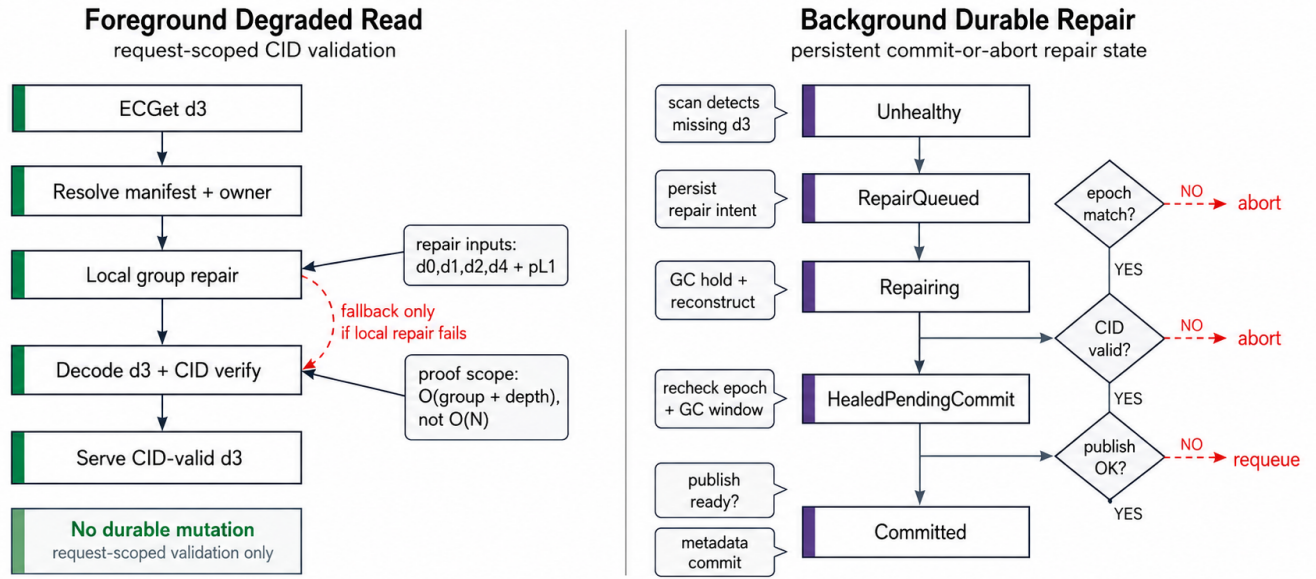 Foreground Degraded Read
request-scoped CID validation
ECGet d3
Resolve manifest + owner
Local group repair
repair inputs:
d0,d1,d2,d4 + pL1
fallback only
if local repair fails
Decode d3 + CID verify
proof scope:
O(group + depth),
not O(N)
Serve CID-valid d3
No durable mutation
request-scoped validation only
Background Durable Repair
persistent commit-or-abort repair state
scan detects
missing d3
Unhealthy
persist
repair intent
RepairQueued
epoch
match?
NO
abort
YES
GC hold +
reconstruct
Repairing
CID
valid?
NO
abort
YES
recheck epoch
+ GC window
HealedPendingCommit
publish
OK?
NO
requeue
YES
publish
ready?
metadata
commit
Committed